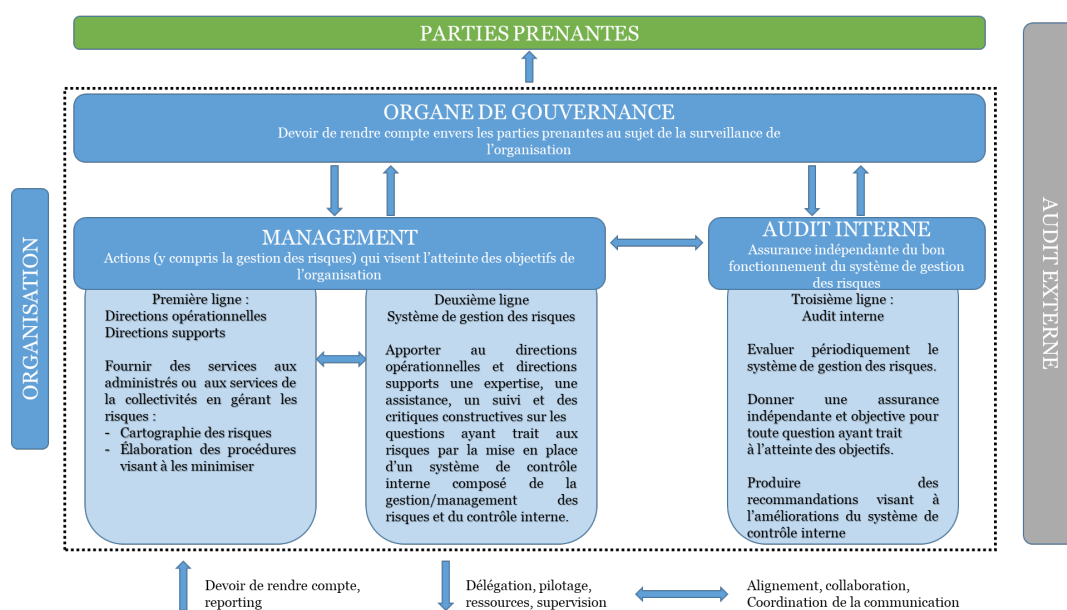 PARTIES PRENANTES
ORGANE DE GOUVERNANCE
Devoir de rendre compte envers les parties prenantes au sujet de la surveillance de
l'organisation
ORGANISATION
MANAGEMENT
Actions (y compris la gestion des risques) qui visent l'atteinte des objectifs de
l'organisation
AUDIT INTERNE
Assurance indépendante du bon
fonctionnement du système de gestion
des risques
AUDIT EXTERNE
Première ligne :
Directions opérationnelles
Directions supports
Fournir des services aux
administrés ou aux services de
la collectivités en gérant les
risques :
- Cartographie des risques
- Élaboration des procédures
visant à les minimiser
Deuxième ligne
Système de gestion des risques
Apporter au directions
opérationnelles et directions
supports une expertise, une
assistance, un suivi et des
critiques constructives sur les
questions ayant trait aux
risques par la mise en place
d'un système de contrôle
interne composé de la
gestion/management des
risques et du contrôle interne.
Troisième ligne :
Audit interne
Evaluer périodiquement le
système de gestion des risques.
Donner une assurance
indépendante et objective pour
toute question ayant trait
à l'atteinte des objectifs.
Produire des
recommandations visant à
l'améliorations du système de
contrôle interne
Devoir de rendre compte,
reporting
Délégation, pilotage,
ressources, supervision
Alignement, collaboration,
Coordination de la communication